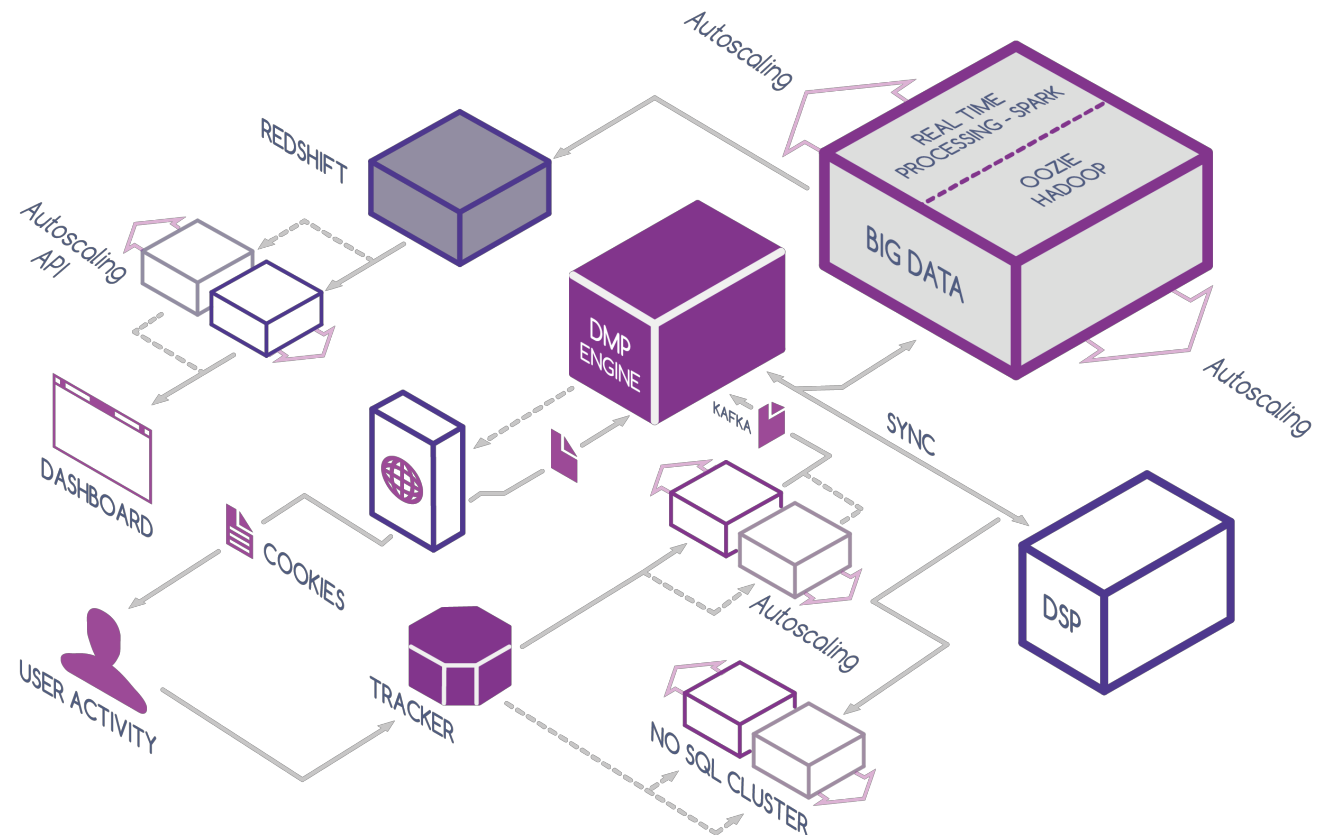 Autoscaling
REAL TIME
PROCESSING - SPARK
OOZIE
HADOOP
BIG DATA
REDSHIFT
Autoscaling
API
DMP
ENGINE
Autoscaling
KAFKA
SYNC
DASHBOARD
COOKIES
DSP
Autoscaling
USER ACTIVITY
TRACKER
NO SQL CLUSTER